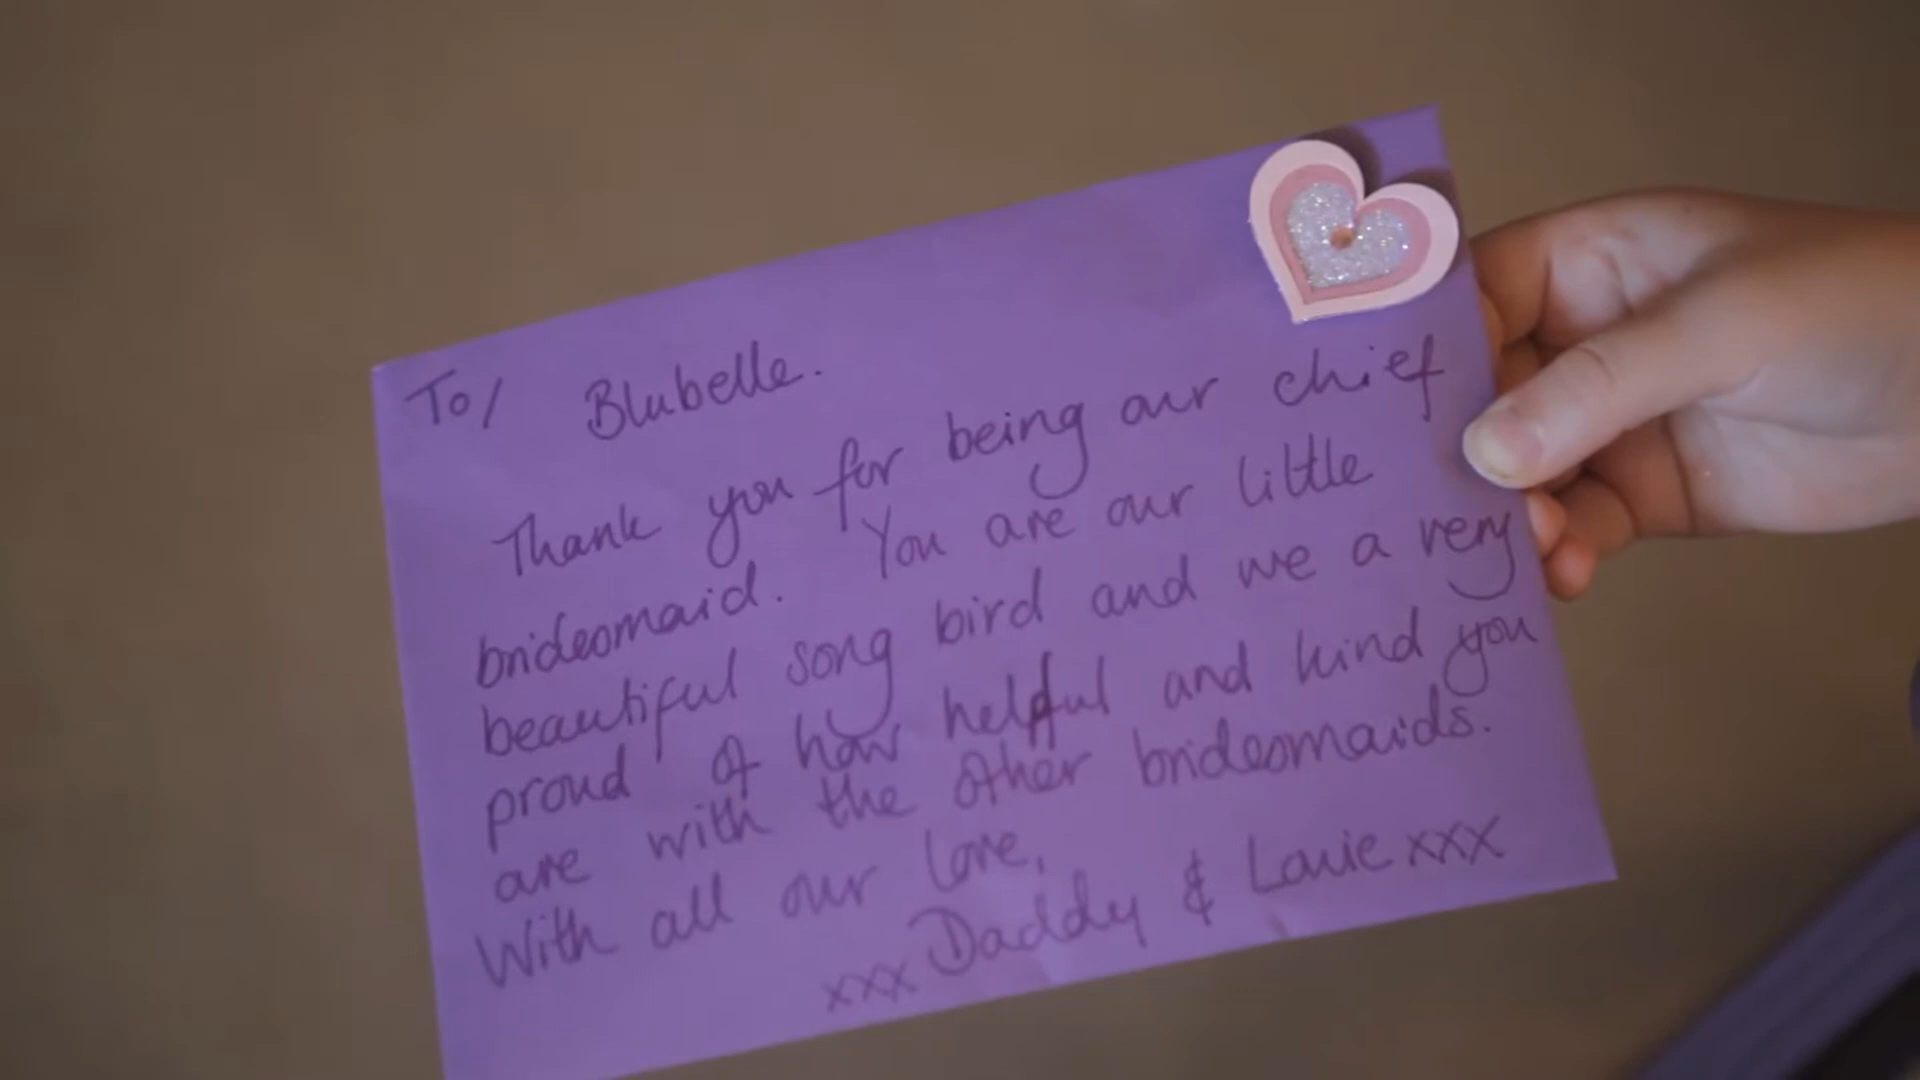 To/ Blubelle.
Thank you for being our chief
bridesmaid. You are our little
beautiful song bird and we a very
proud of how helpful and kind you
are with the other bridesmaids.
With all our love,
xxx Daddy & Louie xxx